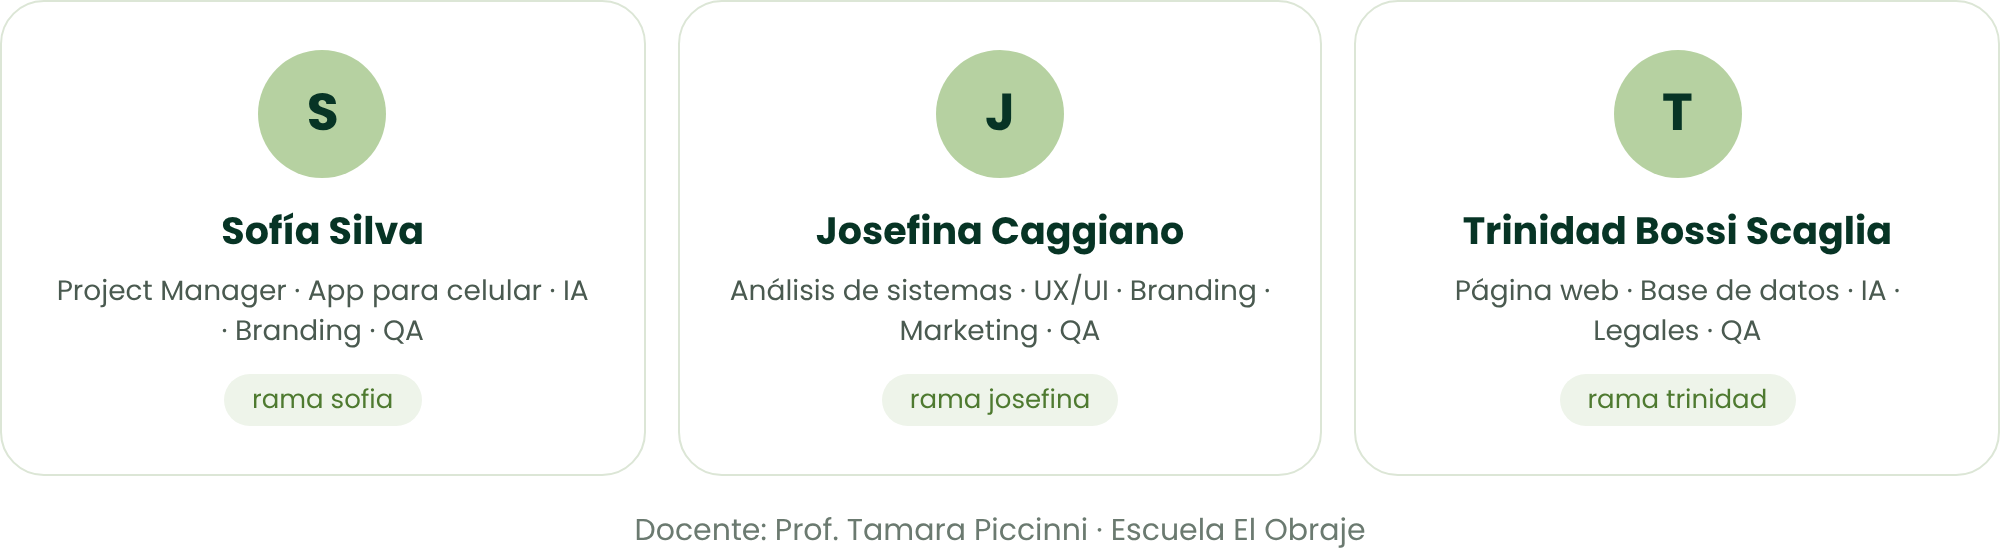 S
Sofía Silva
Project Manager · App para celular · IA
· Branding · QA
rama sofia
J
Josefina Caggiano
Análisis de sistemas · UX/UI · Branding ·
Marketing · QA
rama josefina
T
Trinidad Bossi Scaglia
Página web · Base de datos · IA ·
Legales · QA
rama trinidad
Docente: Prof. Tamara Piccinni · Escuela El Obraje